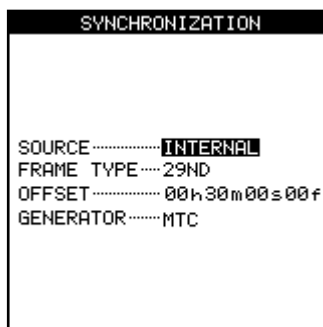 SYNCHRONIZATION
SOURCE·············INTERNAL
FRAME TYPE····29ND
OFFSET·············00h30m00s00f
GENERATOR······MTC